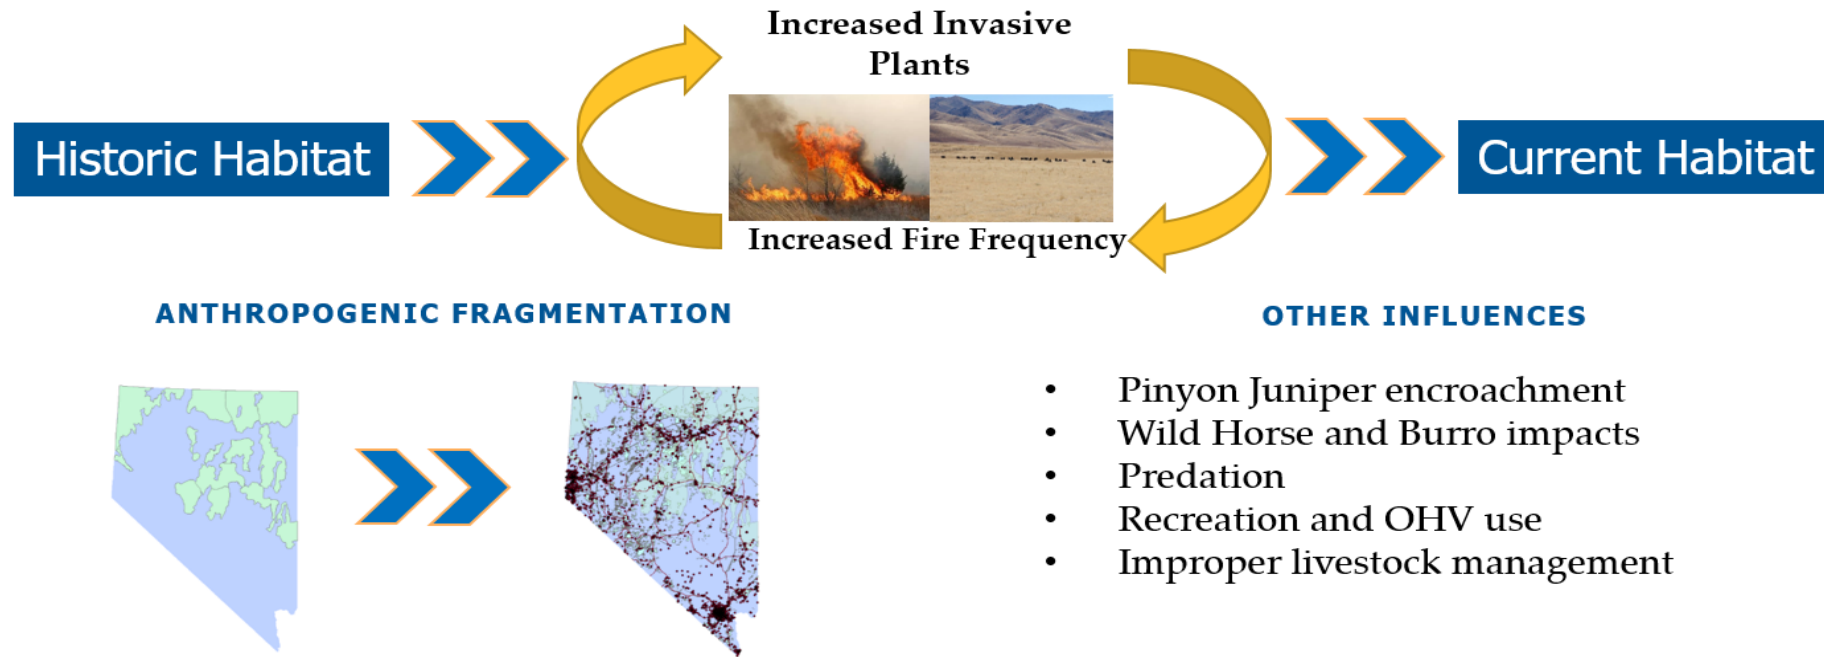 Increased Invasive
Plants
Historic Habitat
Current Habitat
Increased Fire Frequency
ANTHROPOGENIC FRAGMENTATION
OTHER INFLUENCES
• Pinyon Juniper encroachment
• Wild Horse and Burro impacts
• Predation
• Recreation and OHV use
• Improper livestock management